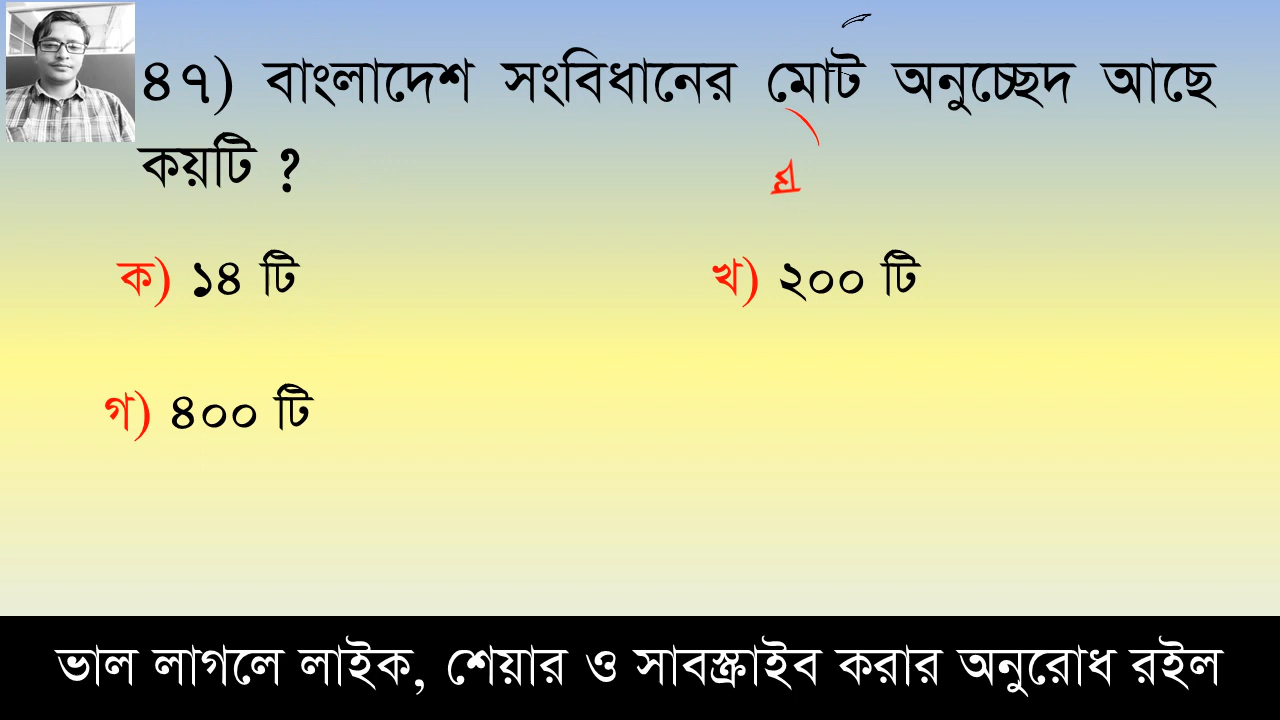 ৪৭) বাংলাদেশ সংবিধানের মোট অনুচ্ছেদ আছে
কয়টি ?
ক) ১৪ টি
খ) ২০০ টি
গ) ৪০০ টি
ভাল লাগলে লাইক, শেয়ার ও সাবস্ক্রাইব করার অনুরোধ রইল